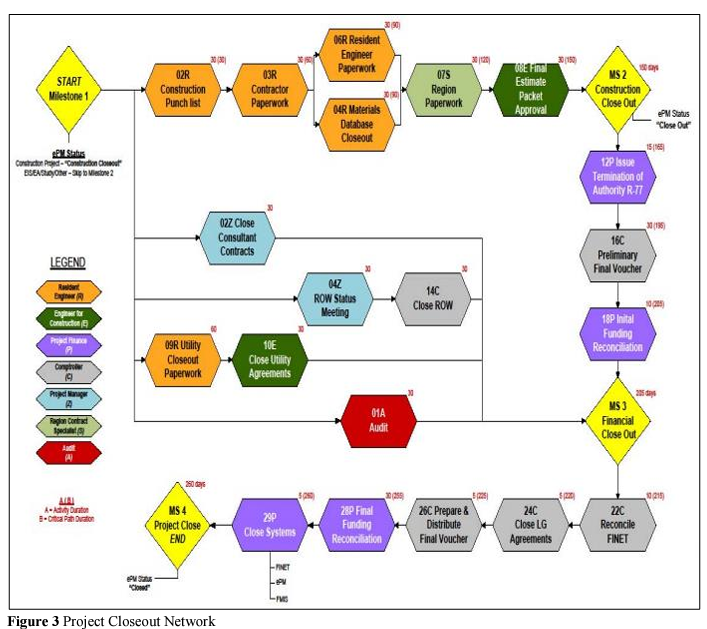 START
Milestone 1
ePM Status
Construction Project – "Construction Closeout"
EIS/EA/Study/Other – Skip to Milestone 2
30 (30)
02R
Construction
Punch list
30 (60)
03R
Contractor
Paperwork
30 (90)
06R Resident
Engineer
Paperwork
30 (90)
04R Materials
Database
Closeout
30 (120)
07S
Region
Paperwork
30 (150)
08E Final
Estimate
Packet
Approval
150 days
MS 2
Construction
Close Out
ePM Status
"Close Out"
15 (165)
12P Issue
Termination of
Authority R-77
30
02Z Close
Consultant
Contracts
30 (195)
16C
Preliminary
Final Voucher
30
04Z
ROW Status
Meeting
30
14C
Close ROW
10 (205)
18P Inital
Funding
Reconciliation
60
09R Utility
Closeout
Paperwork
30
10E
Close Utility
Agreements
30
01A
Audit
205 days
MS 3
Financial
Close Out
LEGEND
Resident
Engineer (R)
Engineer for
Construction (E)
Project Finance
(P)
Comptroller
(C)
Project Manager
(Z)
Region Contract
Specialist (S)
Audit
(A)
A ( B )
A = Activity Duration
B = Critical Path Duration
260 days
MS 4
Project Close
END
ePM Status
"Closed"
5 (260)
29P
Close Systems
FINET
ePM
FMIS
30 (255)
28P Final
Funding
Reconciliation
5 (225)
26C Prepare &
Distribute
Final Voucher
5 (220)
24C
Close LG
Agreements
10 (215)
22C
Reconcile
FINET
Figure 3 Project Closeout Network